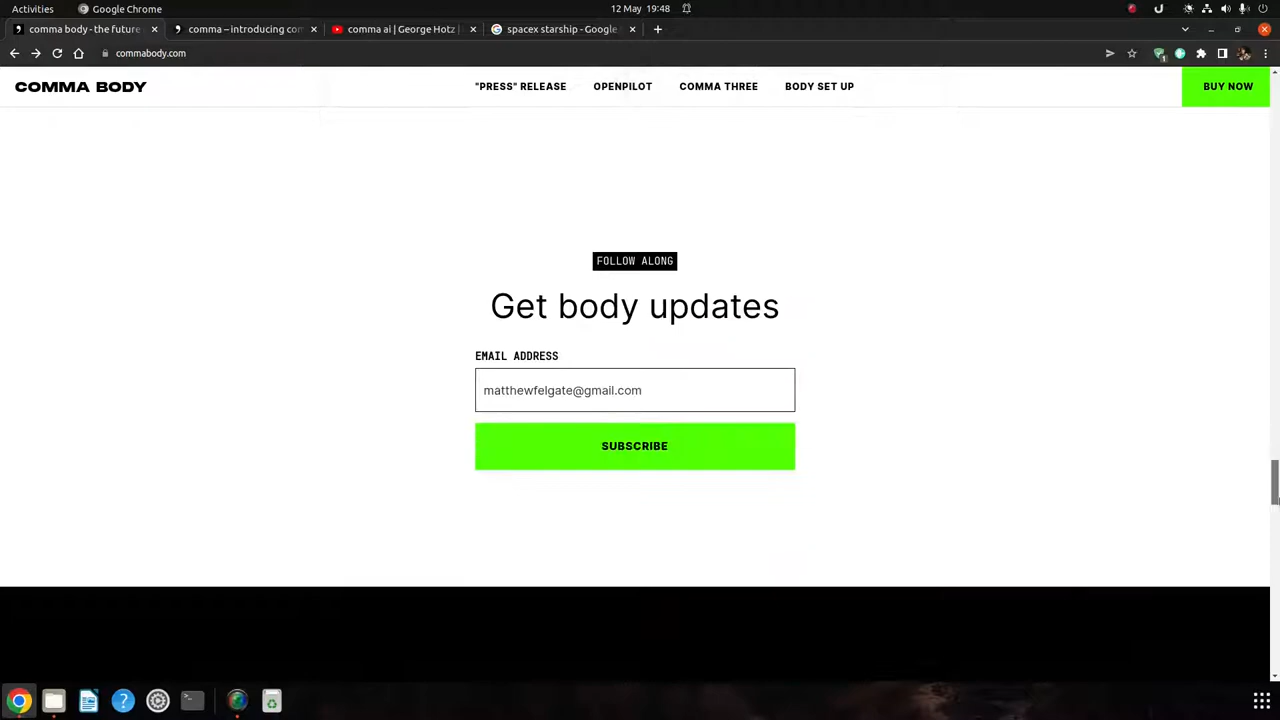 Activities
Google Chrome
12 May 19:48
comma body - the future
comma – introducing com
comma ai | George Hotz |
spacex starship - Google
commabody.com
1
COMMA BODY
"PRESS" RELEASE
OPENPILOT
COMMA THREE
BODY SET UP
BUY NOW
FOLLOW ALONG
Get body updates
EMAIL ADDRESS
matthewfelgate@gmail.com
SUBSCRIBE